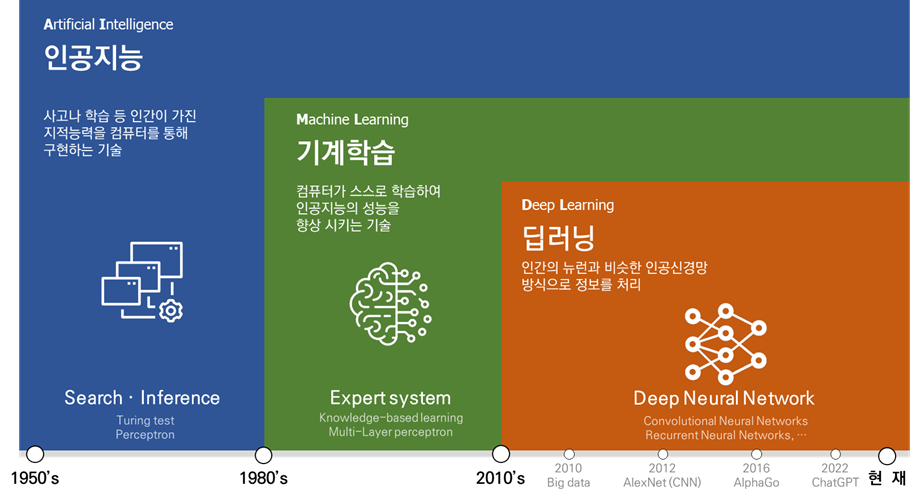 Artificial Intelligence
인공지능
사고나 학습 등 인간이 가진
지적능력을 컴퓨터를 통해
구현하는 기술
Search · Inference
Turing test
Perceptron
Machine Learning
기계학습
컴퓨터가 스스로 학습하여
인공지능의 성능을
향상 시키는 기술
Expert system
Knowledge-based learning
Multi-Layer perceptron
Deep Learning
딥러닝
인간의 뉴런과 비슷한 인공신경망
방식으로 정보를 처리
Deep Neural Network
Convolutional Neural Networks
Recurrent Neural Networks, ···
1950’s
1980’s
2010’s
2010
Big data
2012
AlexNet (CNN)
2016
AlphaGo
2022
ChatGPT
현 재